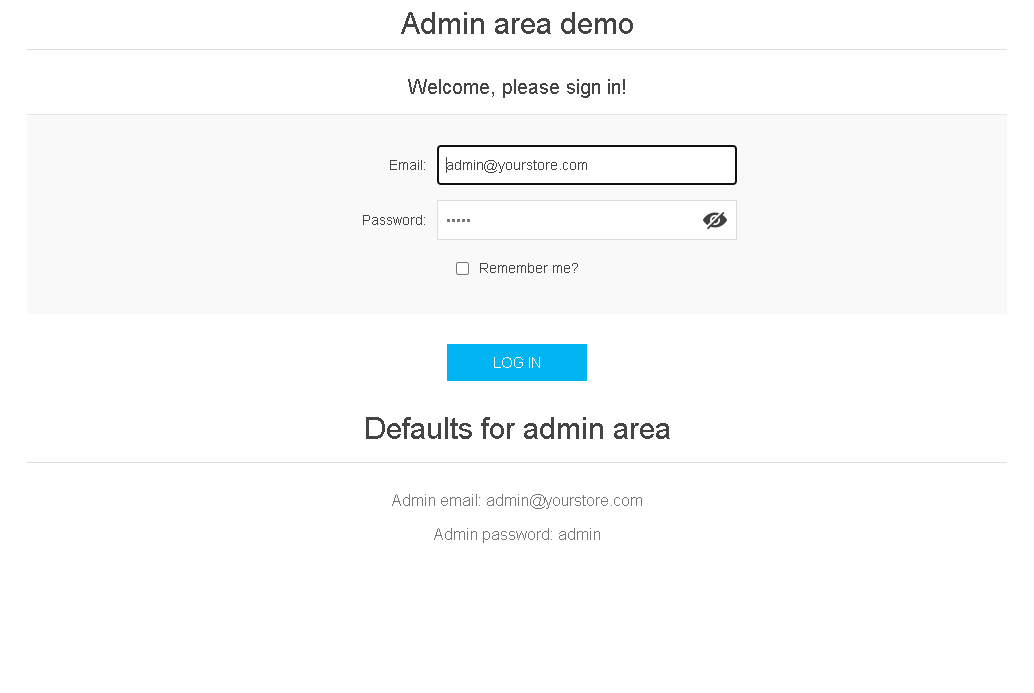 Admin area demo
Welcome, please sign in!
Email: admin@yourstore.com
Password: •••••
Remember me?
LOG IN
Defaults for admin area
Admin email: admin@yourstore.com
Admin password: admin